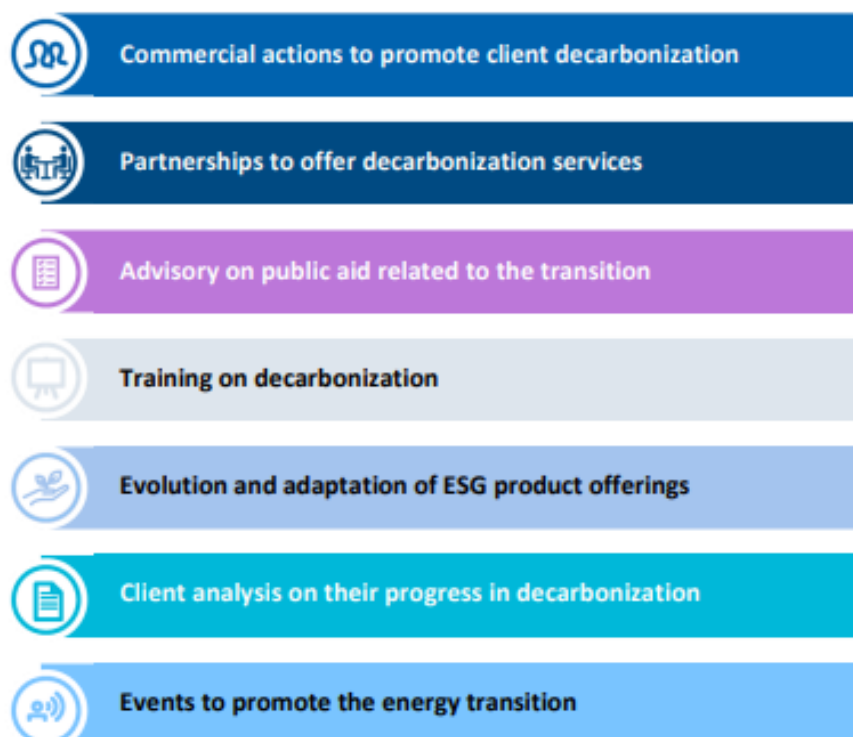 Commercial actions to promote client decarbonization
Partnerships to offer decarbonization services
Advisory on public aid related to the transition
Training on decarbonization
Evolution and adaptation of ESG product offerings
Client analysis on their progress in decarbonization
Events to promote the energy transition